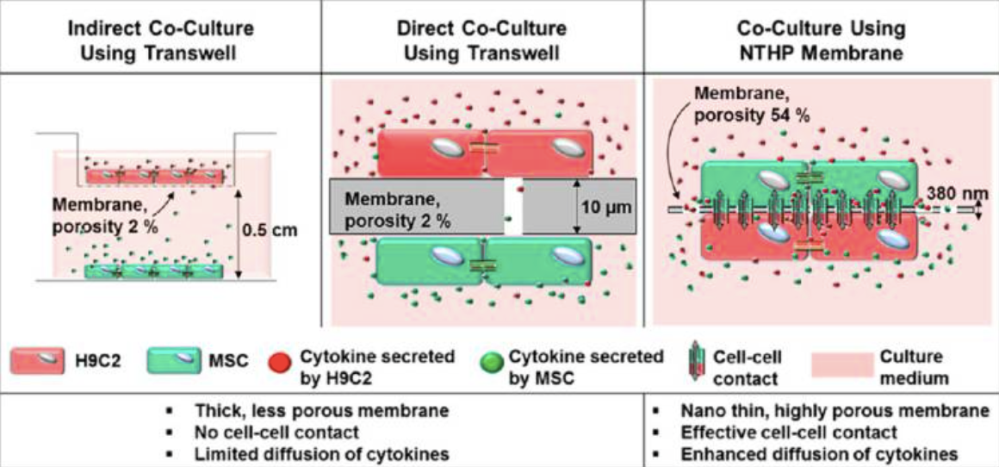 Indirect Co-Culture
Using Transwell
Direct Co-Culture
Using Transwell
Co-Culture Using
NTHP Membrane
Membrane,
porosity 2 %
0.5 cm
Membrane,
porosity 2 %
10 µm
Membrane,
porosity 54 %
380 nm
H9C2
MSC
Cytokine secreted
by H9C2
Cytokine secreted
by MSC
Cell-cell
contact
Culture
medium
▪ Thick, less porous membrane
▪ No cell-cell contact
▪ Limited diffusion of cytokines
▪ Nano thin, highly porous membrane
▪ Effective cell-cell contact
▪ Enhanced diffusion of cytokines